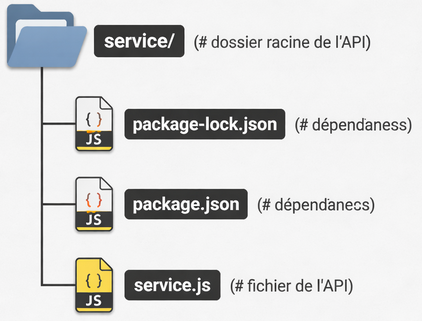 service/ (# dossier racine de l'API)
{ } JS package-lock.json (# dépendaness)
{ } JS package.json (# dépendanecs)
{ } JS service.js (# fichier de l'API)